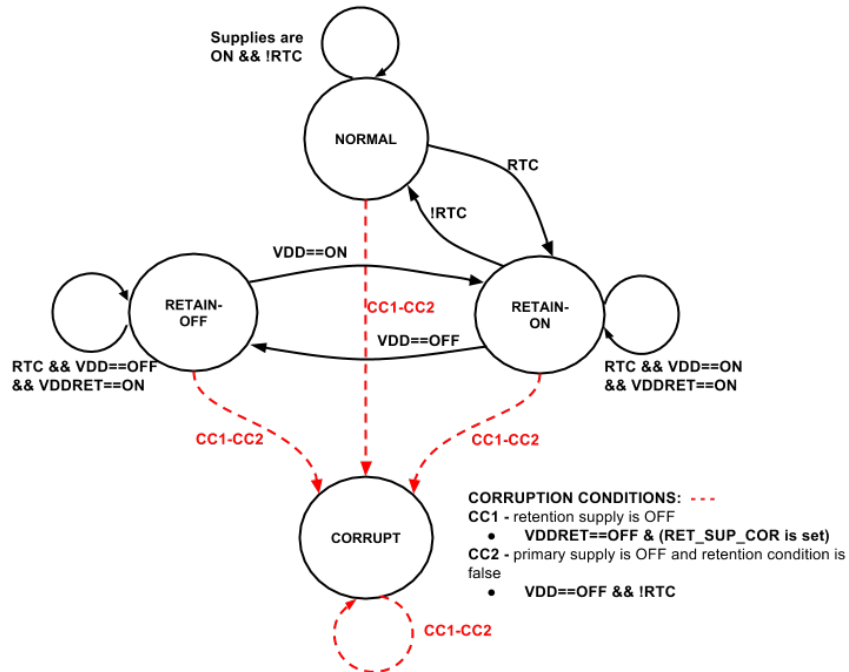 Supplies are
ON && !RTC
NORMAL
RTC
!RTC
VDD==ON
RETAIN-
OFF
CC1-CC2
RETAIN-
ON
VDD==OFF
RTC && VDD==OFF
&& VDDRET==ON
RTC && VDD==ON
&& VDDRET==ON
CC1-CC2
CC1-CC2
CORRUPT
CORRUPTION CONDITIONS: - - -
CC1 - retention supply is OFF
● VDDRET==OFF & (RET_SUP_COR is set)
CC2 - primary supply is OFF and retention condition is
false
● VDD==OFF && !RTC
CC1-CC2